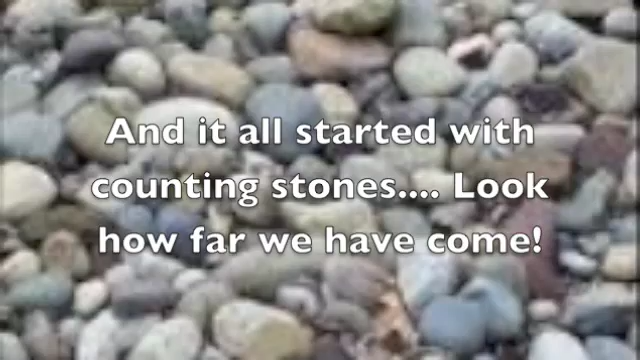 And it all started with
counting stones.... Look
how far we have come!